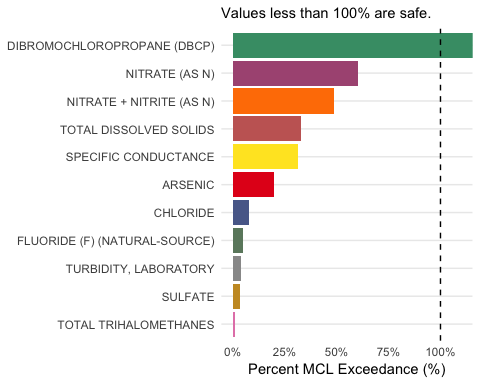 Values less than 100% are safe.
DIBROMOCHLOROPROPANE (DBCP)
NITRATE (AS N)
NITRATE + NITRITE (AS N)
TOTAL DISSOLVED SOLIDS
SPECIFIC CONDUCTANCE
ARSENIC
CHLORIDE
FLUORIDE (F) (NATURAL-SOURCE)
TURBIDITY, LABORATORY
SULFATE
TOTAL TRIHALOMETHANES
0% 25% 50% 75% 100%
Percent MCL Exceedance (%)